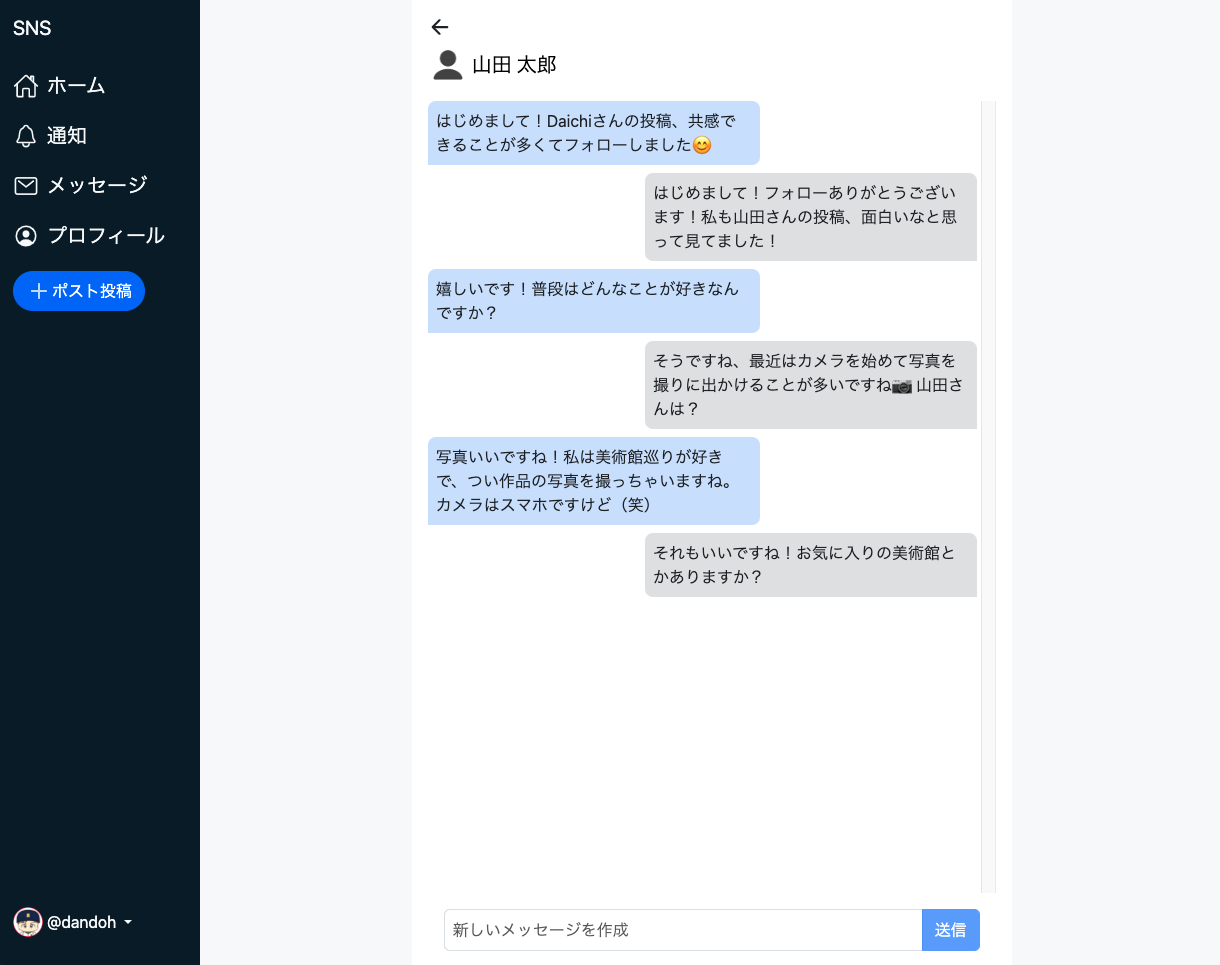 SNS
ホーム
通知
メッセージ
プロフィール
＋ ポスト投稿
@dandoh
←
山田 太郎
はじめまして！Daichiさんの投稿、共感で
きることが多くてフォローしました😊
はじめまして！フォローありがとうござい
ます！私も山田さんの投稿、面白いなと思
って見てました！
嬉しいです！普段はどんなことが好きなん
ですか？
そうですね、最近はカメラを始めて写真を
撮りに出かけることが多いですね📷 山田さ
んは？
写真いいですね！私は美術館巡りが好き
で、つい作品の写真を撮っちゃいますね。
カメラはスマホですけど（笑）
それもいいですね！お気に入りの美術館と
かありますか？
新しいメッセージを作成
送信